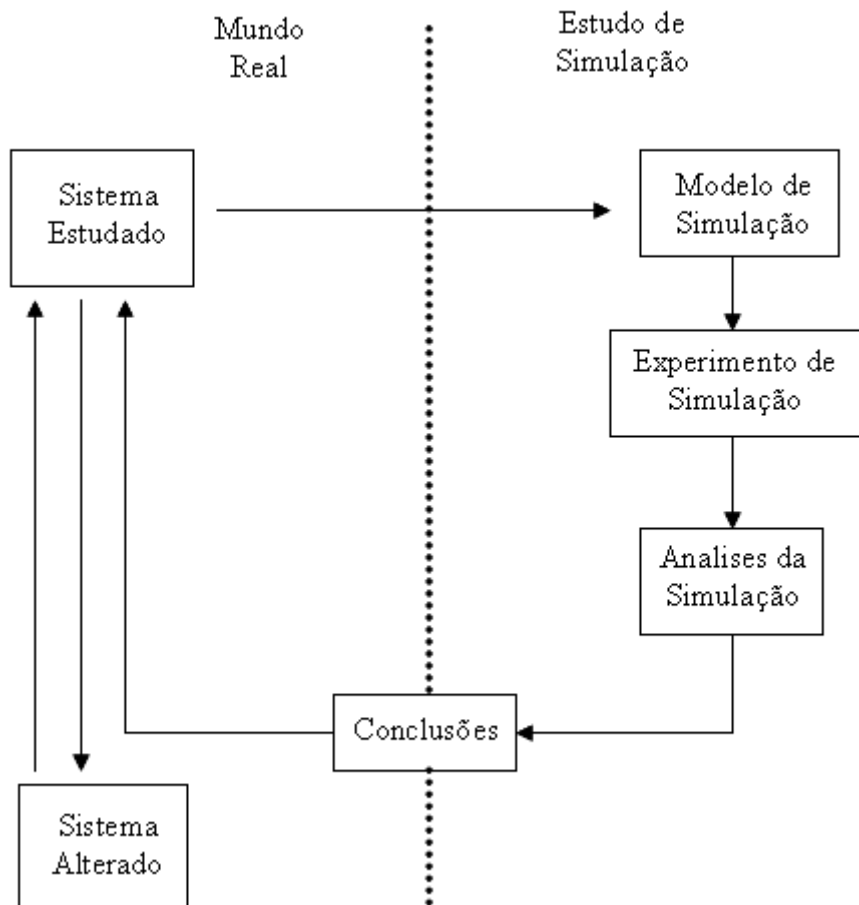 Mundo
Real
Estudo de
Simulação
Sistema
Estudado
Modelo de
Simulação
Experimento de
Simulação
Analises da
Simulação
Conclusões
Sistema
Alterado